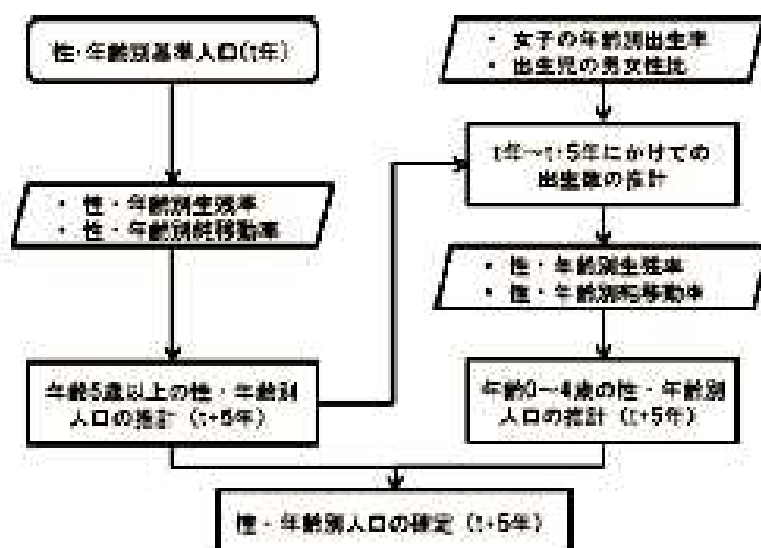 性・年齢別基準人口(t年)
・ 性・年齢別生残率
・ 性・年齢別純移動率
年齢5歳以上の性・年齢別
人口の推計 (t+5年)
・ 女子の年齢別出生率
・ 出生児の男女性比
t年～t+5年にかけての
出生数の推計
・ 性・年齢別生残率
・ 性・年齢別純移動率
年齢0～4歳の性・年齢別
人口の推計 (t+5年)
性・年齢別人口の確定 (t+5年)